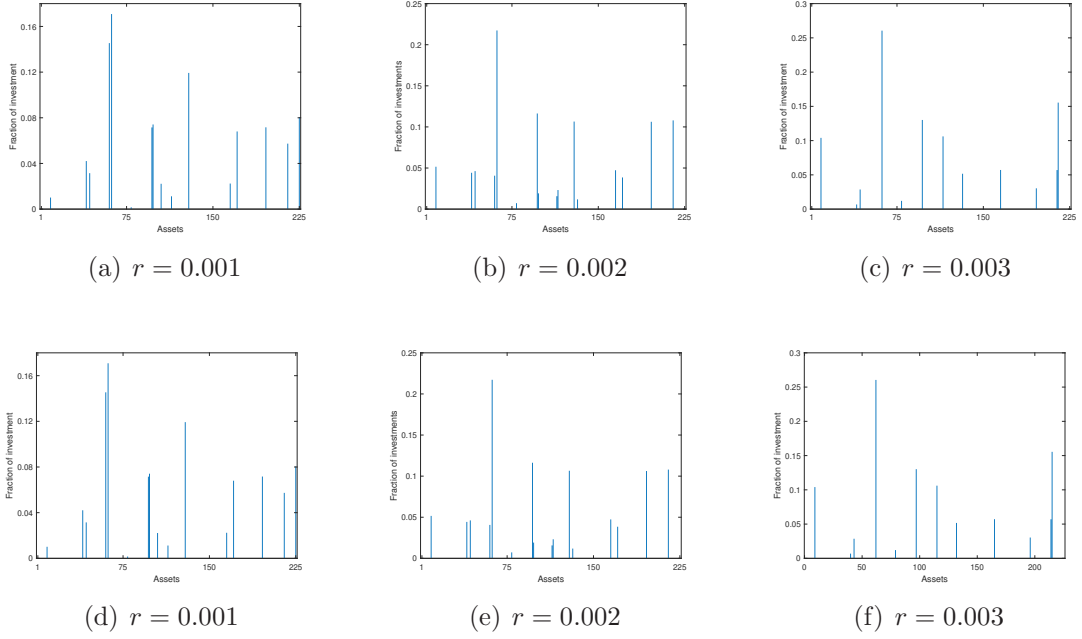 0.16
0.12
0.08
0.04
0
Fraction of investment
1 75 150 225
Assets
(a) r = 0.001
0.25
0.2
0.15
0.1
0.05
0
Fraction of investments
1 75 150 225
Assets
(b) r = 0.002
0.3
0.25
0.2
0.15
0.1
0.05
0
Fraction of investment
1 75 150 225
Assets
(c) r = 0.003
0.16
0.12
0.08
0.04
0
Fraction of investment
1 75 150 225
Assets
(d) r = 0.001
0.25
0.2
0.15
0.1
0.05
0
Fraction of investments
1 75 150 225
Assets
(e) r = 0.002
0.3
0.25
0.2
0.15
0.1
0.05
0
Fraction of investment
0 50 100 150 200
Assets
(f) r = 0.003